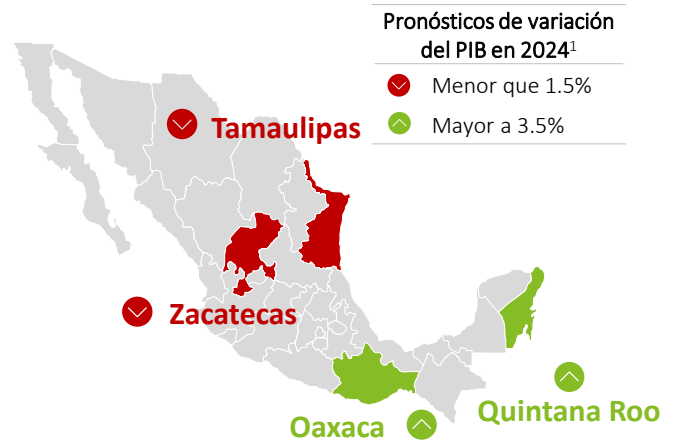 Pronósticos de variación
del PIB en 2024¹
Menor que 1.5%
Mayor a 3.5%
Tamaulipas
Zacatecas
Quintana Roo
Oaxaca